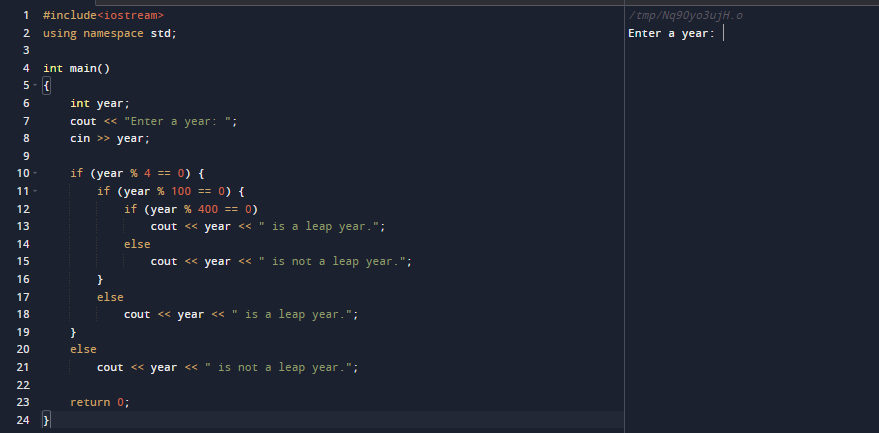 1 #include<iostream>
2 using namespace std;
3
4 int main()
5 {
6     int year;
7     cout << "Enter a year: ";
8     cin >> year;
9
10     if (year % 4 == 0) {
11         if (year % 100 == 0) {
12             if (year % 400 == 0)
13                 cout << year << " is a leap year.";
14             else
15                 cout << year << " is not a leap year.";
16         }
17         else
18             cout << year << " is a leap year.";
19     }
20     else
21         cout << year << " is not a leap year.";
22
23     return 0;
24 }
/tmp/Nq9Oyo3ujH.o
Enter a year: